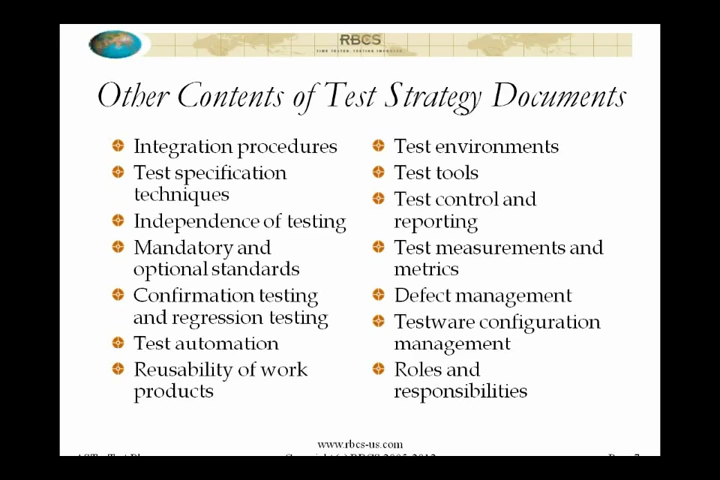 RBCS
Other Contents of Test Strategy Documents
Integration procedures
Test specification
techniques
Independence of testing
Mandatory and
optional standards
Confirmation testing
and regression testing
Test automation
Reusability of work
products
Test environments
Test tools
Test control and
reporting
Test measurements and
metrics
Defect management
Testware configuration
management
Roles and
responsibilities
www.rbcs-us.com